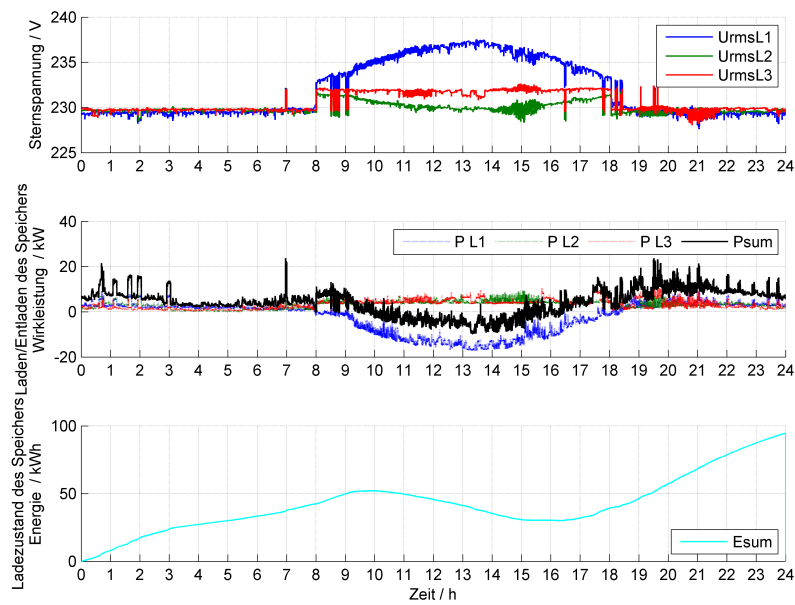 240
235
230
225
Sternspannung / V
UrmsL1
UrmsL2
UrmsL3
0 1 2 3 4 5 6 7 8 9 10 11 12 13 14 15 16 17 18 19 20 21 22 23 24
40
20
0
-20
Laden/Entladen des Speichers
Wirkleistung / kW
P L1 P L2 P L3 Psum
0 1 2 3 4 5 6 7 8 9 10 11 12 13 14 15 16 17 18 19 20 21 22 23 24
100
50
0
Ladezustand des Speichers
Energie / kWh
Esum
0 1 2 3 4 5 6 7 8 9 10 11 12 13 14 15 16 17 18 19 20 21 22 23 24
Zeit / h